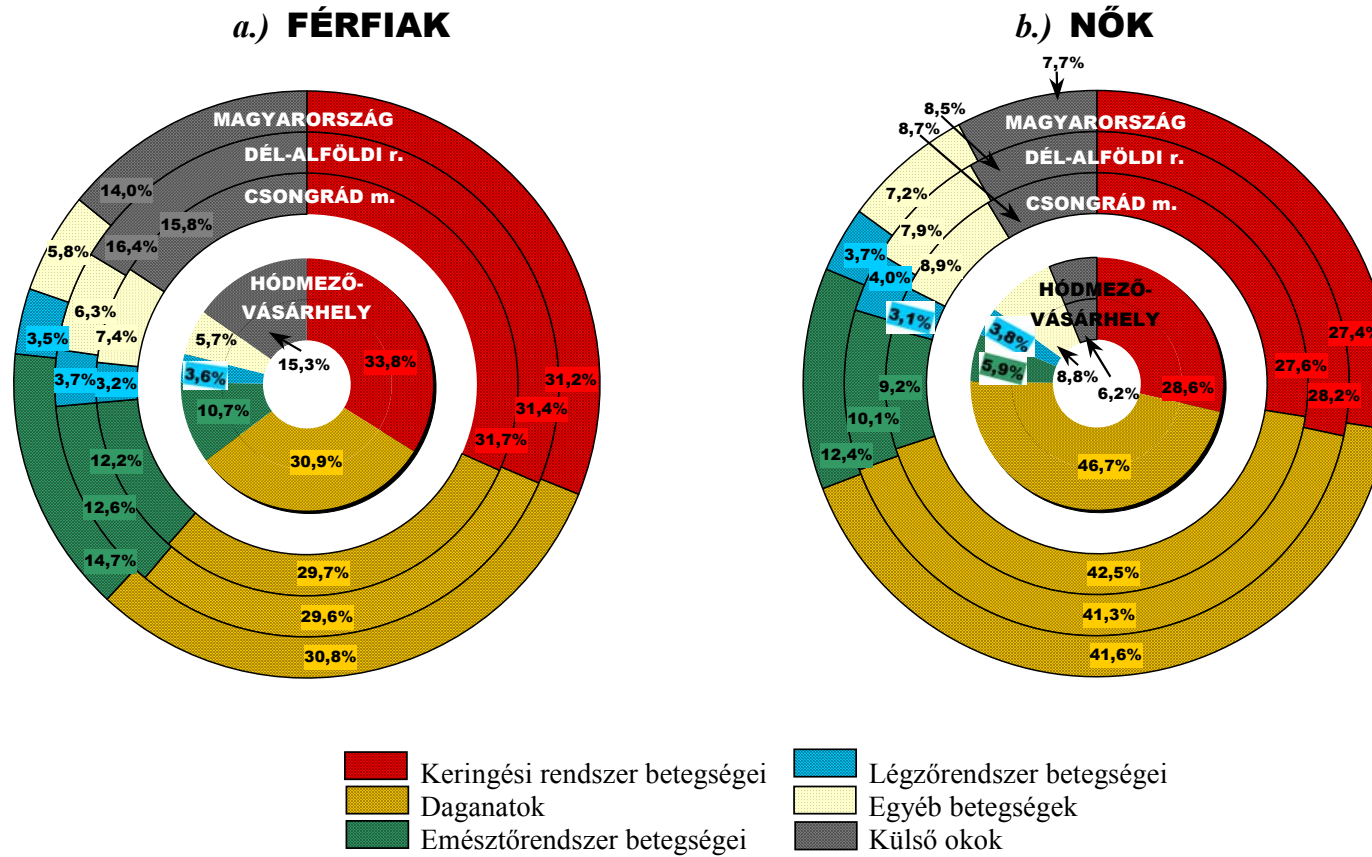 a.) FÉRFIAK
MAGYARORSZÁG
DÉL-ALFÖLDI r.
CSONGRÁD m.
HÓDMEZŐ-
VÁSÁRHELY
14,0%
15,8%
16,4%
5,8%
6,3%
7,4%
5,7%
15,3%
33,8%
3,5%
3,7%
3,2%
3,6%
31,2%
31,4%
31,7%
10,7%
30,9%
12,2%
12,6%
14,7%
29,7%
29,6%
30,8%
b.) NŐK
7,7%
8,5%
8,7%
MAGYARORSZÁG
DÉL-ALFÖLDI r.
CSONGRÁD m.
HÓDMEZŐ-
VÁSÁRHELY
7,2%
7,9%
8,9%
3,7%
4,0%
3,1%
3,8%
5,9%
8,8%
6,2%
28,6%
27,4%
27,6%
28,2%
9,2%
10,1%
12,4%
46,7%
42,5%
41,3%
41,6%
Keringési rendszer betegségei
Daganatok
Emésztőrendszer betegségei
Légzőrendszer betegségei
Egyéb betegségek
Külső okok